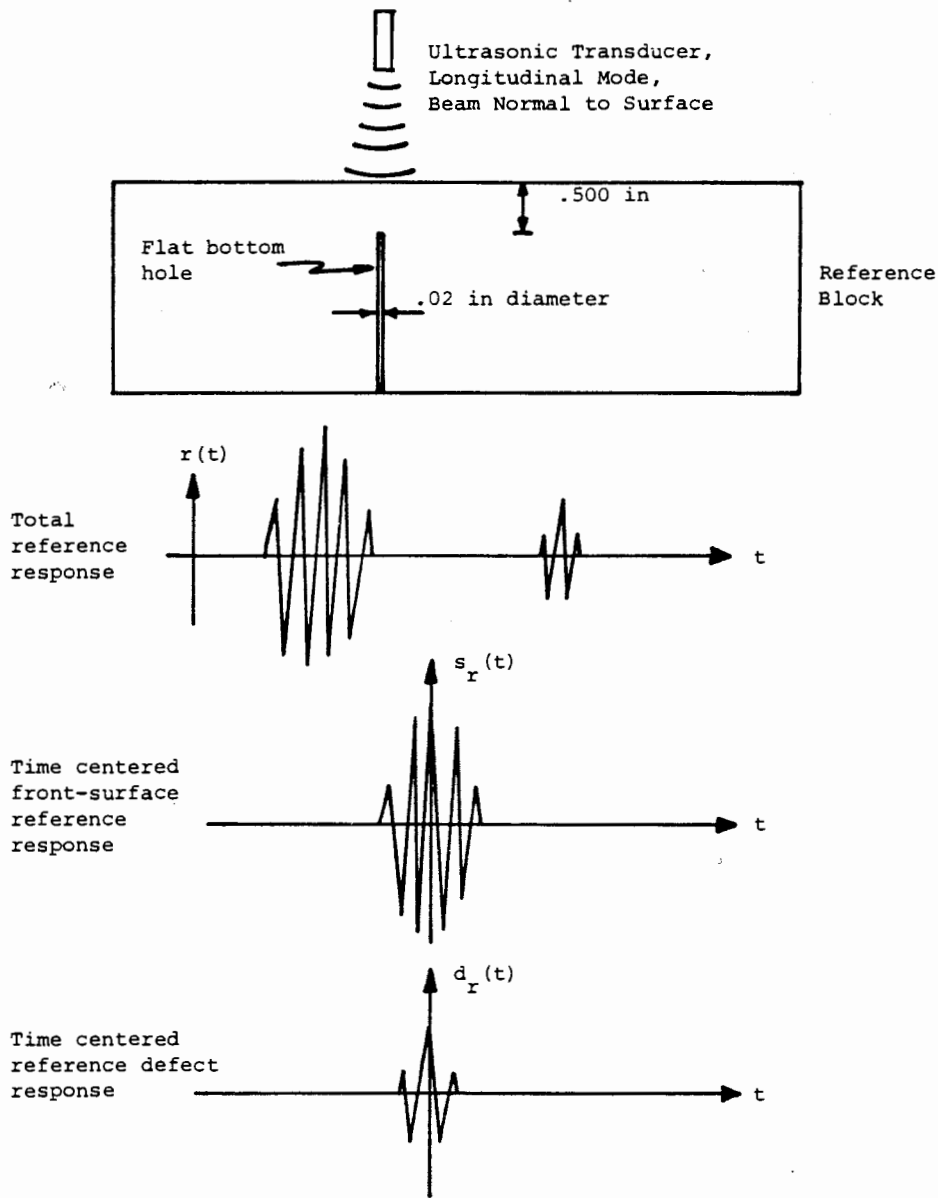 Ultrasonic Transducer,
Longitudinal Mode,
Beam Normal to Surface
.500 in
Flat bottom
hole
.02 in diameter
Reference
Block
r(t)
Total
reference
response
t
s_r(t)
Time centered
front-surface
reference
response
t
d_r(t)
Time centered
reference defect
response
t